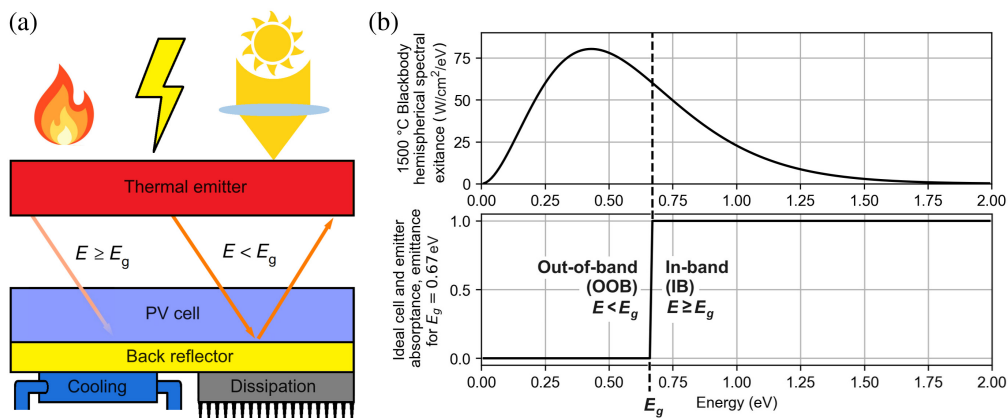 (a)
Thermal emitter
E ≥ Eg
E < Eg
PV cell
Back reflector
Cooling
Dissipation
(b)
1500 °C Blackbody
hemispherical spectral
exitance (W/cm²/eV)
75
50
25
0
0.00 0.25 0.50 0.75 1.00 1.25 1.50 1.75 2.00
Ideal cell and emitter
absorptance, emittance
for Eg = 0.67 eV
1.0
0.5
0.0
Out-of-band
(OOB)
E < Eg
In-band
(IB)
E ≥ Eg
0.00 0.25 0.50 0.75 1.00 1.25 1.50 1.75 2.00
Eg
Energy (eV)